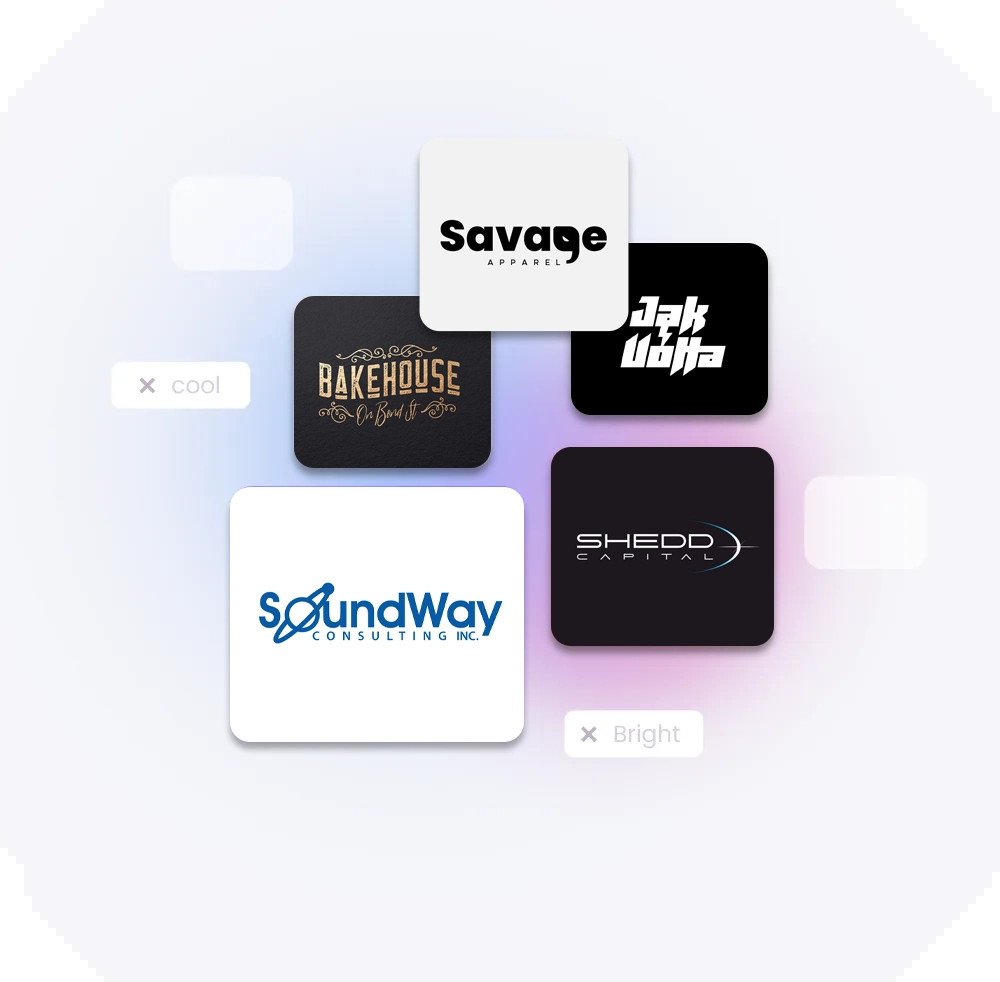 Savage
APPAREL
Jak
Volta
BAKEHOUSE
On Bond St
cool
SHEDD
CAPITAL
SoundWay
CONSULTING INC.
Bright